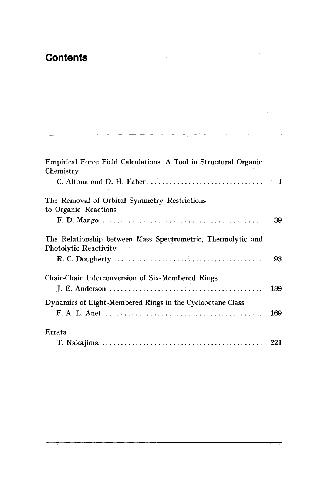 Contents
Empirical Force Field Calculations. A Tool in Structural Organic
Chemistry
C. Altona and D. H. Faber 1
The Removal of Orbital Symmetry Restrictions
to Organic Reactions
F. D. Mango 39
The Relationship between Mass Spectrometric, Thermolytic and
Photolytic Reactivity
R. C. Dougherty 93
Chair-Chair Interconversion of Six-Membered Rings
J. E. Anderson 139
Dynamics of Eight-Membered Rings in the Cyclooctane Class
F. A. L. Anet 169
Errata
T. Nakajima 221